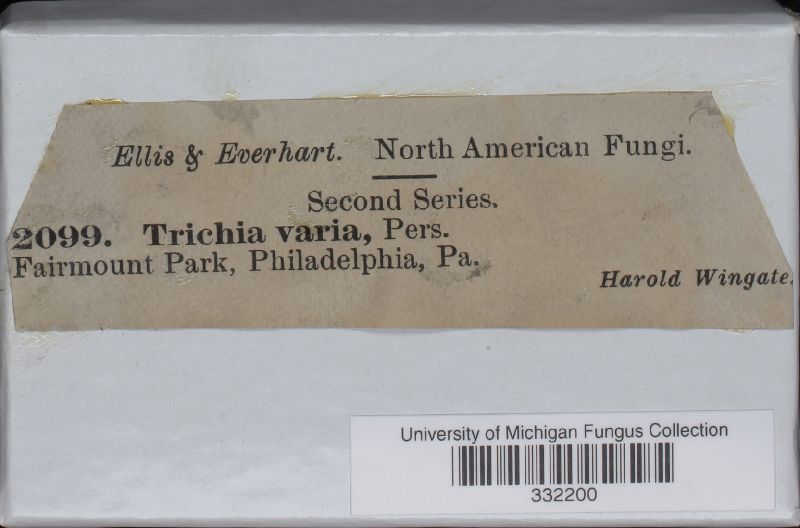 Ellis & Everhart. North American Fungi.
Second Series.
2099. Trichia varia, Pers.
Fairmount Park, Philadelphia, Pa.
Harold Wingate.
University of Michigan Fungus Collection
332200